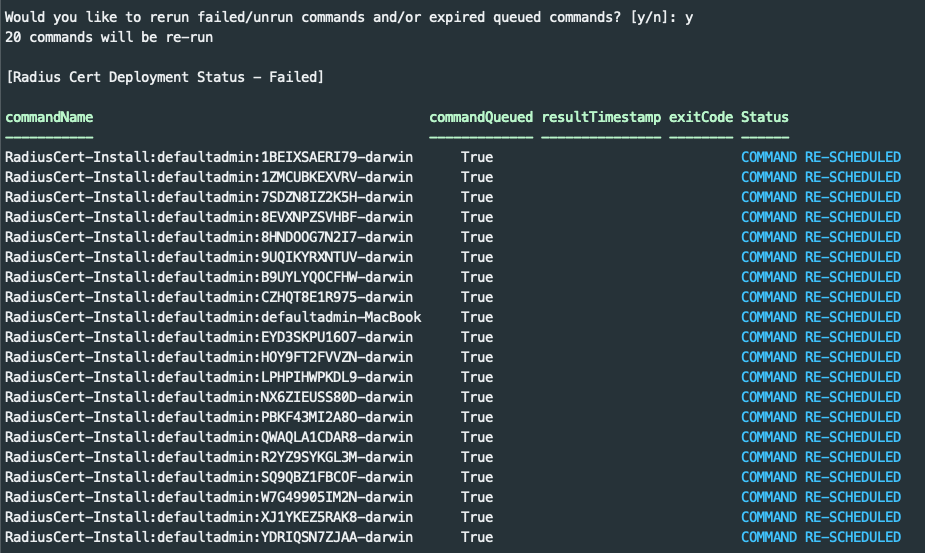 Would you like to rerun failed/unrun commands and/or expired queued commands? [y/n]: y
20 commands will be re-run
[Radius Cert Deployment Status - Failed]
commandName commandQueued resultTimestamp exitCode Status
----------- ------------- --------------- -------- ------
RadiusCert-Install:defaultadmin:1BEIXSAERI79-darwin True COMMAND RE-SCHEDULED
RadiusCert-Install:defaultadmin:1ZMCUBKEXVRV-darwin True COMMAND RE-SCHEDULED
RadiusCert-Install:defaultadmin:7SDZN8IZ2K5H-darwin True COMMAND RE-SCHEDULED
RadiusCert-Install:defaultadmin:8EVXNPZSVHBF-darwin True COMMAND RE-SCHEDULED
RadiusCert-Install:defaultadmin:8HNDOOG7N2I7-darwin True COMMAND RE-SCHEDULED
RadiusCert-Install:defaultadmin:9UQIKYRXNTUV-darwin True COMMAND RE-SCHEDULED
RadiusCert-Install:defaultadmin:B9UYLYQOCFHW-darwin True COMMAND RE-SCHEDULED
RadiusCert-Install:defaultadmin:CZHQT8E1R975-darwin True COMMAND RE-SCHEDULED
RadiusCert-Install:defaultadmin:defaultadmin-MacBook True COMMAND RE-SCHEDULED
RadiusCert-Install:defaultadmin:EYD3SKPU16O7-darwin True COMMAND RE-SCHEDULED
RadiusCert-Install:defaultadmin:HOY9FT2FVVZN-darwin True COMMAND RE-SCHEDULED
RadiusCert-Install:defaultadmin:LPHPIHWPKDL9-darwin True COMMAND RE-SCHEDULED
RadiusCert-Install:defaultadmin:NX6ZIEUSS80D-darwin True COMMAND RE-SCHEDULED
RadiusCert-Install:defaultadmin:PBKF43MI2A8O-darwin True COMMAND RE-SCHEDULED
RadiusCert-Install:defaultadmin:QWAQLA1CDAR8-darwin True COMMAND RE-SCHEDULED
RadiusCert-Install:defaultadmin:R2YZ9SYKGL3M-darwin True COMMAND RE-SCHEDULED
RadiusCert-Install:defaultadmin:SQ9QBZ1FBCOF-darwin True COMMAND RE-SCHEDULED
RadiusCert-Install:defaultadmin:W7G49905IM2N-darwin True COMMAND RE-SCHEDULED
RadiusCert-Install:defaultadmin:XJ1YKEZ5RAK8-darwin True COMMAND RE-SCHEDULED
RadiusCert-Install:defaultadmin:YDRIQSN7ZJAA-darwin True COMMAND RE-SCHEDULED